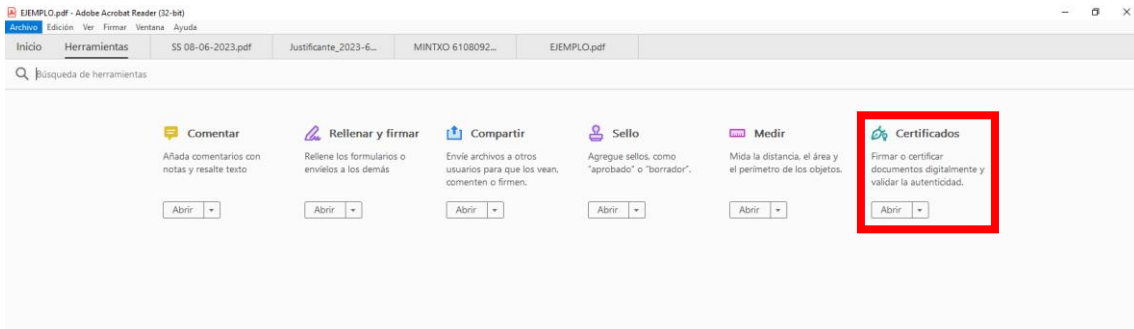 EJEMPLO.pdf - Adobe Acrobat Reader (32-bit)
Archivo Edición Ver Firmar Ventana Ayuda
Inicio Herramientas SS 08-06-2023.pdf Justificante_2023-6... MINTXO 6108092... EJEMPLO.pdf
Búsqueda de herramientas
Comentar
Añada comentarios con
notas y resalte texto
Abrir
Rellenar y firmar
Rellene los formularios o
envíelos a los demás
Abrir
Compartir
Envíe archivos a otros
usuarios para que los vean,
comenten o firmen.
Abrir
Sello
Agregue sellos, como
"aprobado" o "borrador".
Abrir
Medir
Mida la distancia, el área y
el perímetro de los objetos.
Abrir
Certificados
Firmar o certificar
documentos digitalmente y
validar la autenticidad.
Abrir